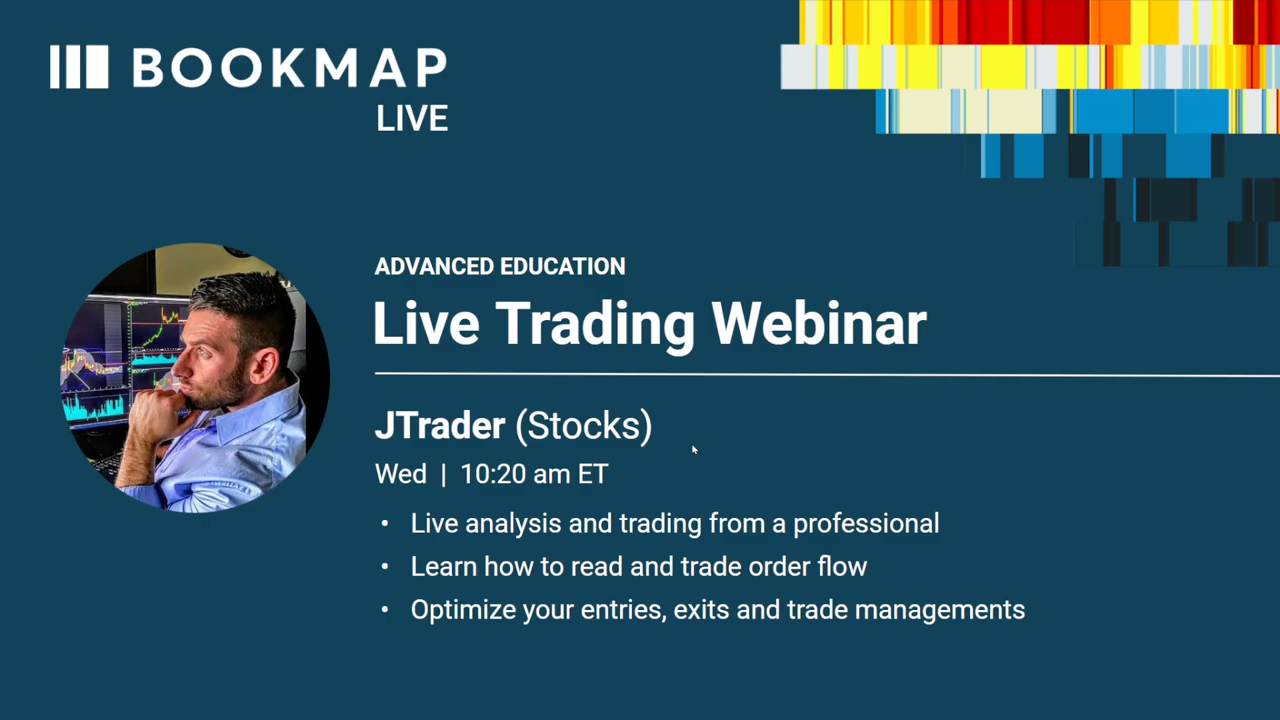 BOOKMAP
LIVE
ADVANCED EDUCATION
Live Trading Webinar
JTrader (Stocks)
Wed | 10:20 am ET
• Live analysis and trading from a professional
• Learn how to read and trade order flow
• Optimize your entries, exits and trade managements